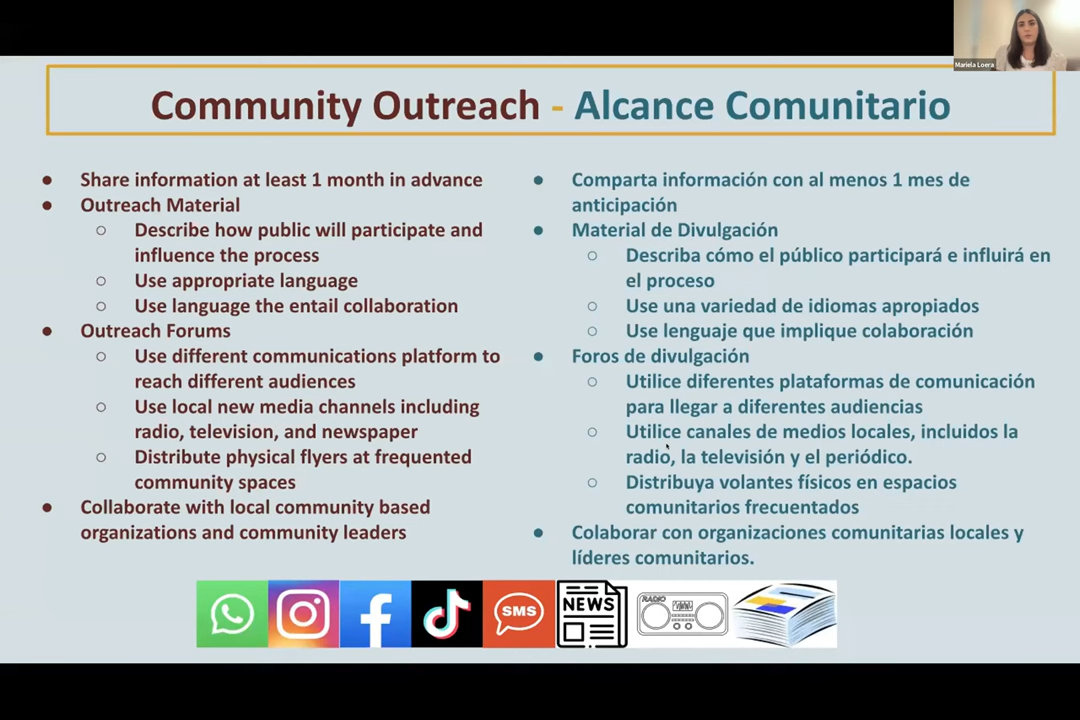 Mariela Loera
Community Outreach - Alcance Comunitario
● Share information at least 1 month in advance
● Outreach Material
○ Describe how public will participate and
influence the process
○ Use appropriate language
○ Use language the entail collaboration
● Outreach Forums
○ Use different communications platform to
reach different audiences
○ Use local new media channels including
radio, television, and newspaper
○ Distribute physical flyers at frequented
community spaces
● Collaborate with local community based
organizations and community leaders
● Comparta información con al menos 1 mes de
anticipación
● Material de Divulgación
○ Describa cómo el público participará e influirá en
el proceso
○ Use una variedad de idiomas apropiados
○ Use lenguaje que implique colaboración
● Foros de divulgación
○ Utilice diferentes plataformas de comunicación
para llegar a diferentes audiencias
○ Utilice canales de medios locales, incluidos la
radio, la televisión y el periódico.
○ Distribuya volantes físicos en espacios
comunitarios frecuentados
● Colaborar con organizaciones comunitarias locales y
líderes comunitarios.
SMS
NEWS
RADIO